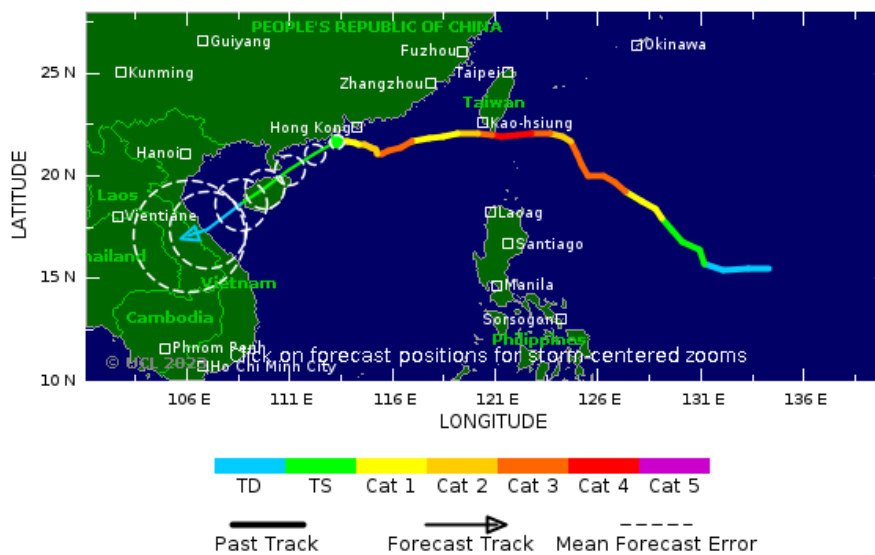 PEOPLE'S REPUBLIC OF CHINA
Guiyang
Fuzhou
Okinawa
25 N
Kunming
Taipei
Zhangzhou
Taiwan
Hong Kong
Kao-hsiung
Hanoi
20 N
LATITUDE
Laos
Vientiane
Laoag
Santiago
hailand
15 N
Vietnam
Manila
Cambodia
Sorsogon
Philippines
Phnom Penh
Click on forecast positions for storm-centered zooms
© UCL 2023
Ho Chi Minh City
10 N
106 E 111 E 116 E 121 E 126 E 131 E 136 E
LONGITUDE
TD TS Cat 1 Cat 2 Cat 3 Cat 4 Cat 5
Past Track Forecast Track Mean Forecast Error